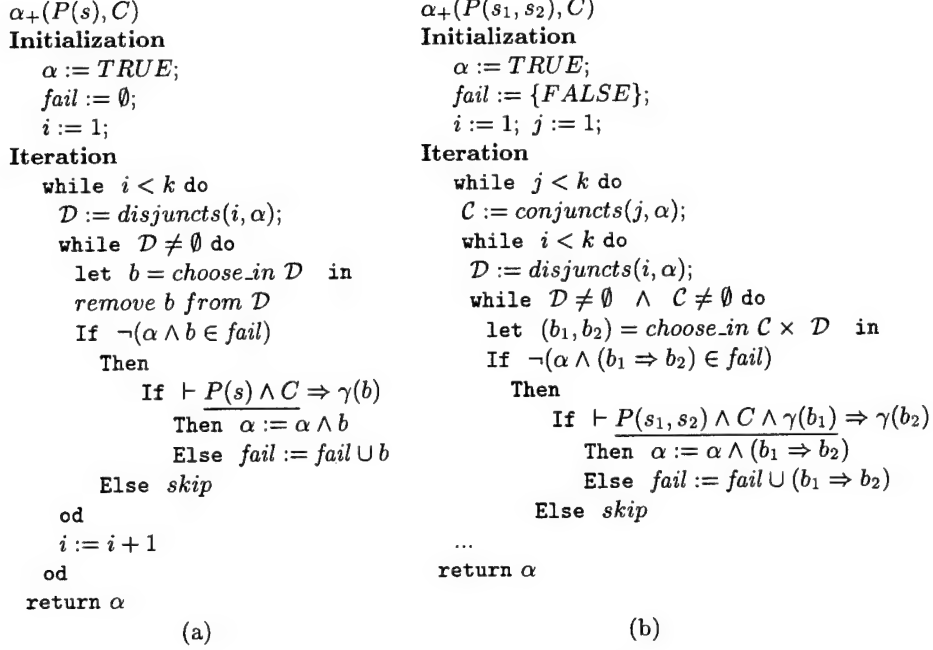 α+(P(s), C)
Initialization
α := TRUE;
fail := ∅;
i := 1;
Iteration
while i < k do
𝒟 := disjuncts(i, α);
while 𝒟 ≠ ∅ do
let b = choose_in 𝒟 in
remove b from 𝒟
If ¬(α ∧ b ∈ fail)
Then
If ⊢ P(s) ∧ C ⇒ γ(b)
Then α := α ∧ b
Else fail := fail ∪ b
Else skip
od
i := i + 1
od
return α
(a)
α+(P(s1, s2), C)
Initialization
α := TRUE;
fail := {FALSE};
i := 1; j := 1;
Iteration
while j < k do
𝒞 := conjuncts(j, α);
while i < k do
𝒟 := disjuncts(i, α);
while 𝒟 ≠ ∅ ∧ 𝒞 ≠ ∅ do
let (b1, b2) = choose_in 𝒞 × 𝒟 in
If ¬(α ∧ (b1 ⇒ b2) ∈ fail)
Then
If ⊢ P(s1, s2) ∧ C ∧ γ(b1) ⇒ γ(b2)
Then α := α ∧ (b1 ⇒ b2)
Else fail := fail ∪ (b1 ⇒ b2)
Else skip
...
return α
(b)